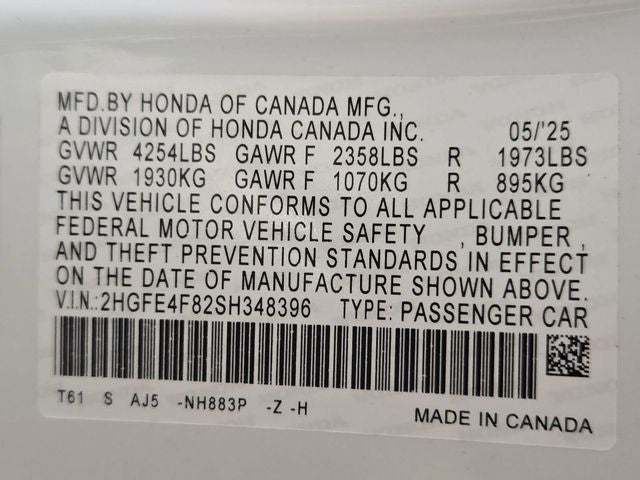 MFD.BY HONDA OF CANADA MFG.,
A DIVISION OF HONDA CANADA INC. 05/'25
GVWR 4254LBS GAWR F 2358LBS R 1973LBS
GVWR 1930KG GAWR F 1070KG R 895KG
THIS VEHICLE CONFORMS TO ALL APPLICABLE
FEDERAL MOTOR VEHICLE SAFETY , BUMPER ,
AND THEFT PREVENTION STANDARDS IN EFFECT
ON THE DATE OF MANUFACTURE SHOWN ABOVE.
V.I.N.:2HGFE4F82SH348396 TYPE: PASSENGER CAR
T61 S AJ5 -NH883P -Z -H
MADE IN CANADA